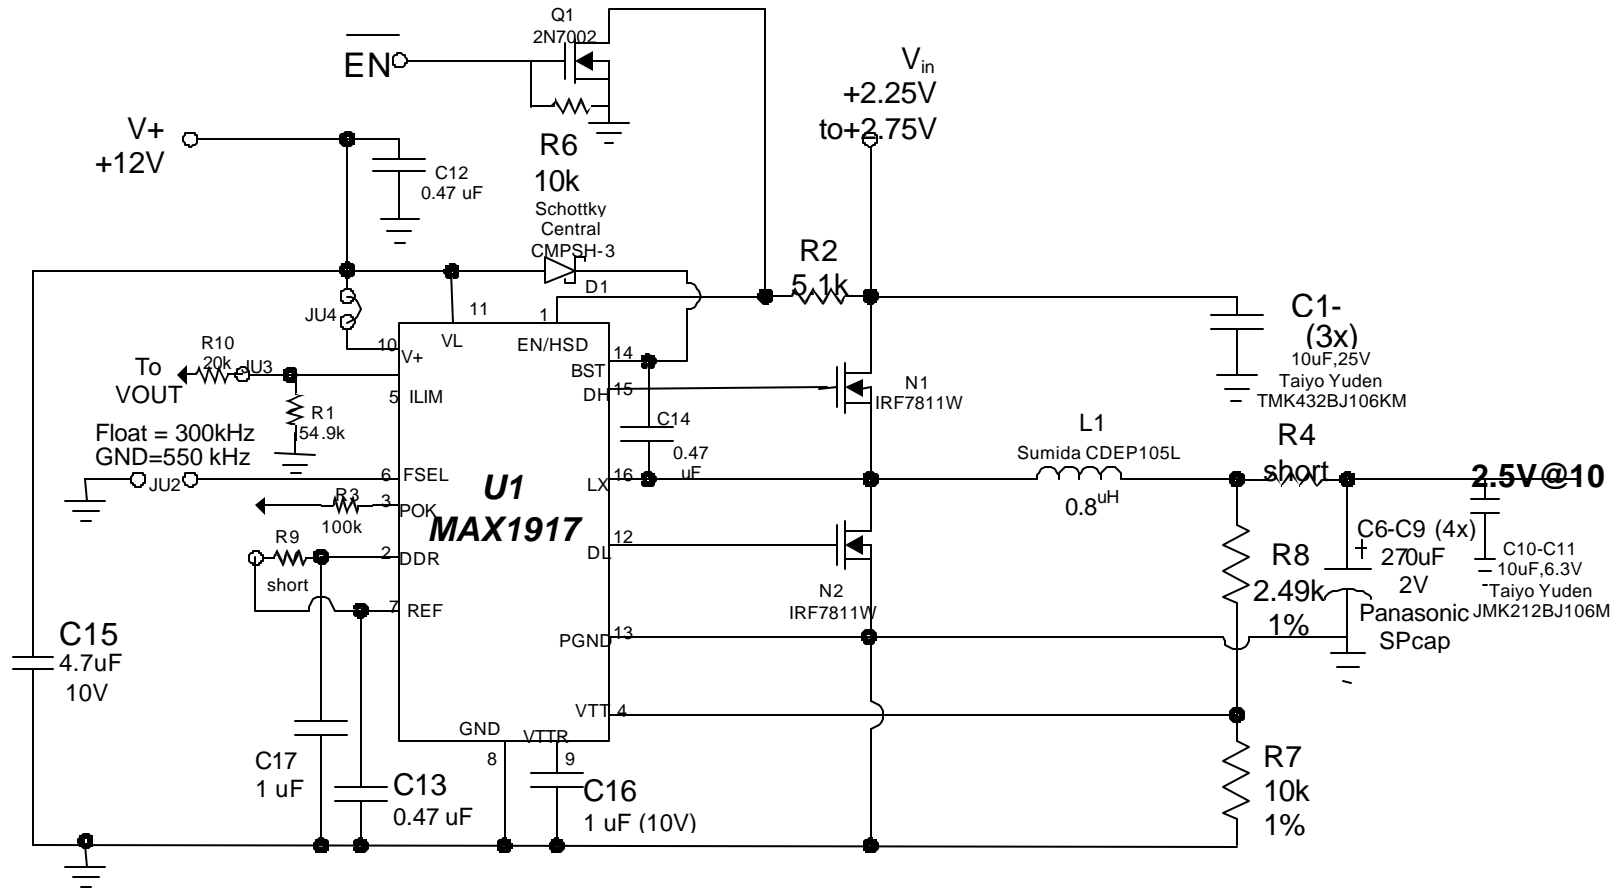 Q1
2N7002
EN
V+
+12V
Vin
+2.25V
to+2.75V
C12
0.47 uF
R6
10k
Schottky
Central
CMPSH-3
D1
R2
5.1k
C1-
(3x)
10uF,25V
Taiyo Yuden
TMK432BJ106KM
JU4
11
1
VL
EN/HSD
10
V+
14
BST
15
DH
R10
20k
JU3
To
VOUT
5
ILIM
R1
54.9k
N1
IRF7811W
C14
0.47
uF
L1
Sumida CDEP105L
0.8uH
R4
short
2.5V@10
Float = 300kHz
GND=550 kHz
JU2
6
FSEL
16
LX
U1
MAX1917
R3
100k
3
POK
R9
short
2
DDR
12
DL
N2
IRF7811W
R8
2.49k
1%
C6-C9 (4x)
+
270uF
2V
Panasonic
SPcap
C10-C11
10uF,6.3V
Taiyo Yuden
JMK212BJ106M
7
REF
13
PGND
C15
4.7uF
10V
VTT
4
GND
VTTR
8
9
C17
1 uF
C13
0.47 uF
C16
1 uF (10V)
R7
10k
1%